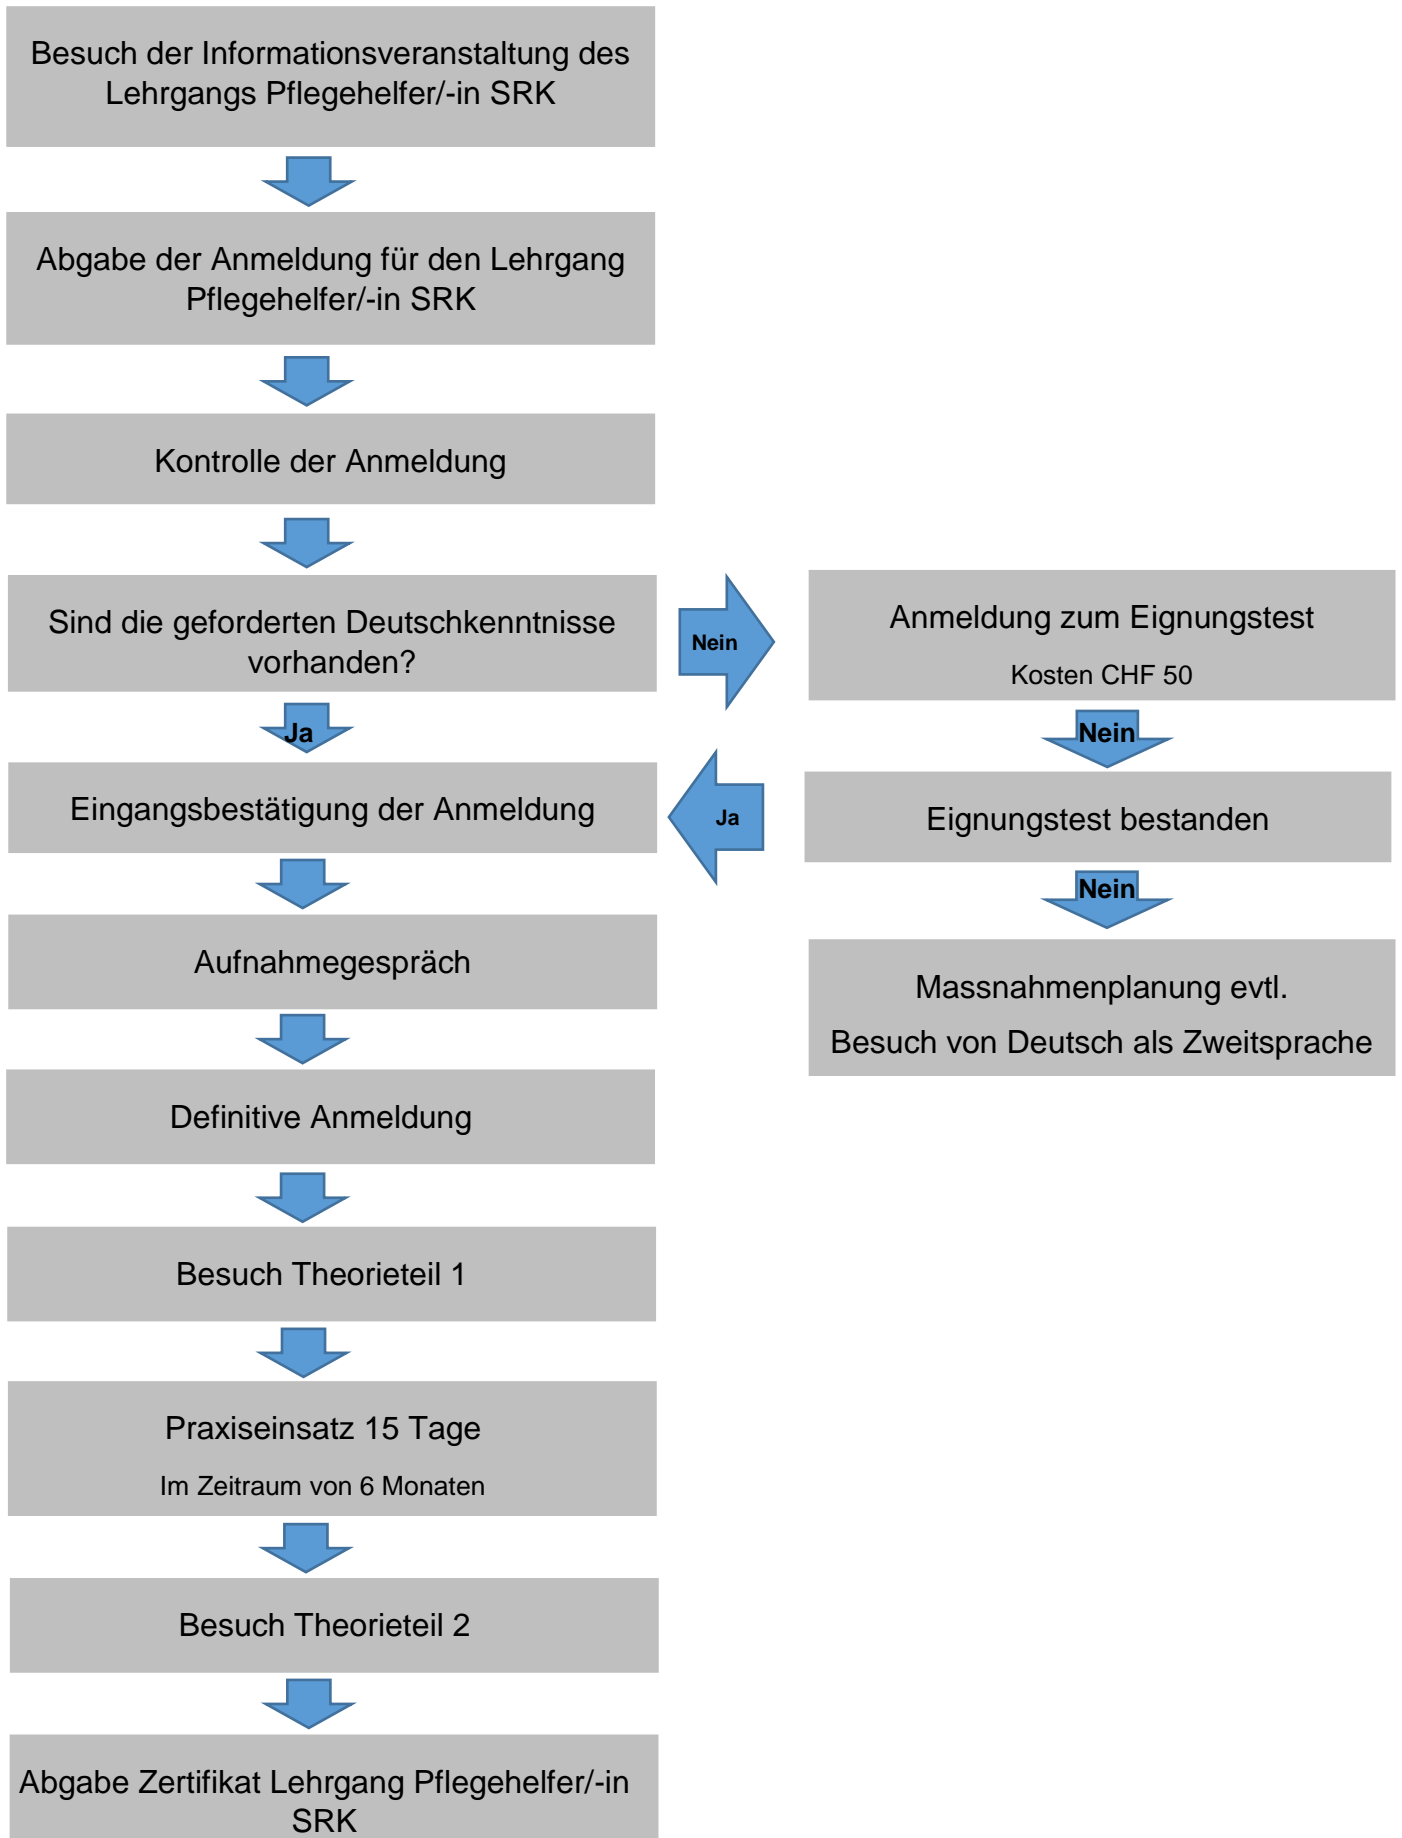 Besuch der Informationsveranstaltung des
Lehrgangs Pflegehelfer/-in SRK
Abgabe der Anmeldung für den Lehrgang
Pflegehelfer/-in SRK
Kontrolle der Anmeldung
Sind die geforderten Deutschkenntnisse
vorhanden?
Nein
Anmeldung zum Eignungstest
Kosten CHF 50
Ja
Nein
Eingangsbestätigung der Anmeldung
Ja
Eignungstest bestanden
Nein
Aufnahmegespräch
Massnahmenplanung evtl.
Besuch von Deutsch als Zweitsprache
Definitive Anmeldung
Besuch Theorieteil 1
Praxiseinsatz 15 Tage
Im Zeitraum von 6 Monaten
Besuch Theorieteil 2
Abgabe Zertifikat Lehrgang Pflegehelfer/-in
SRK